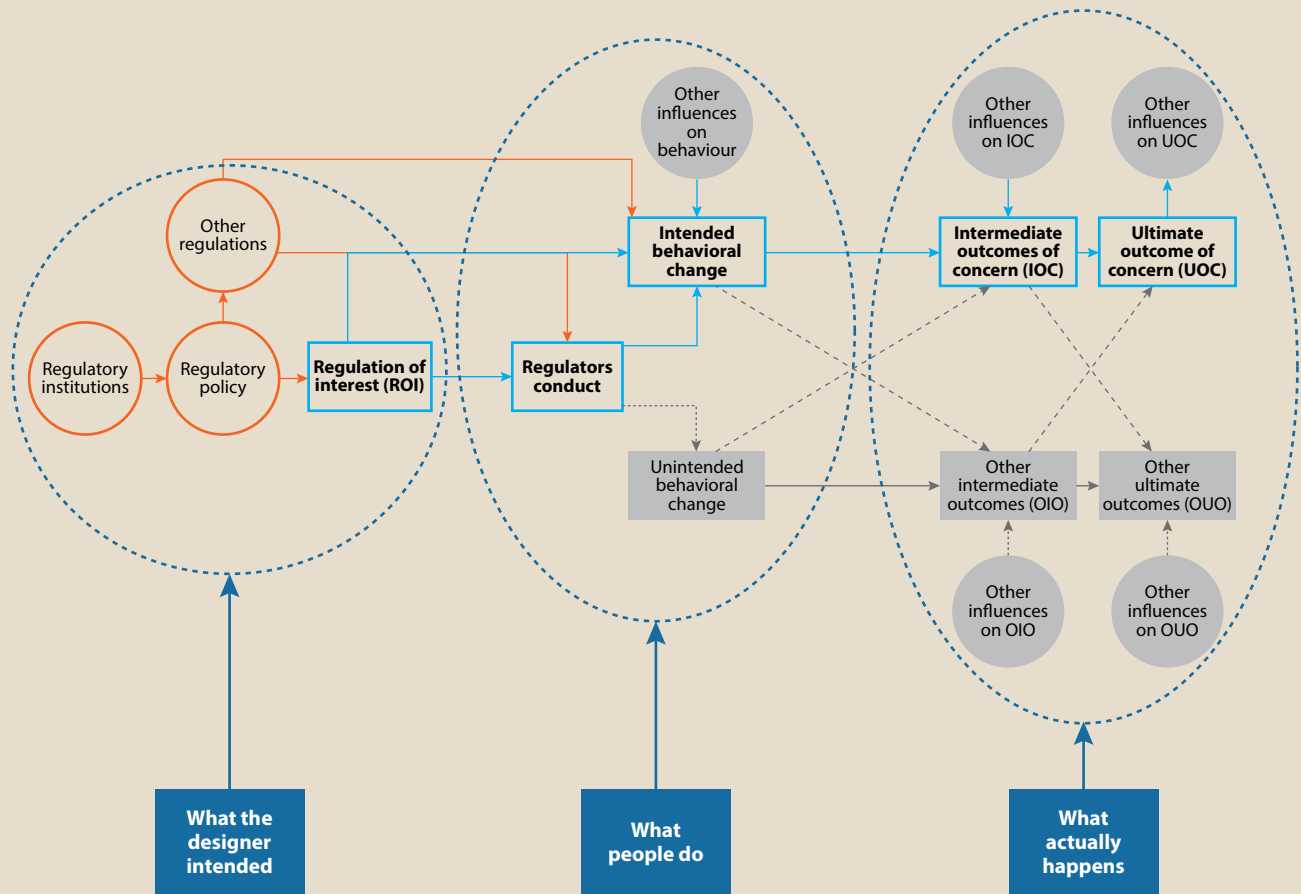 Other
influences
on
behaviour
Other
influences
on IOC
Other
influences
on UOC
Other
regulations
Intended
behavioral
change
Intermediate
outcomes of
concern (IOC)
Ultimate
outcome of
concern (UOC)
Regulatory
institutions
Regulatory
policy
Regulation of
interest (ROI)
Regulators
conduct
Unintended
behavioral
change
Other
intermediate
outcomes (OIO)
Other
ultimate
outcomes (OUO)
Other
influences
on OIO
Other
influences
on OUO
What the
designer
intended
What
people do
What
actually
happens